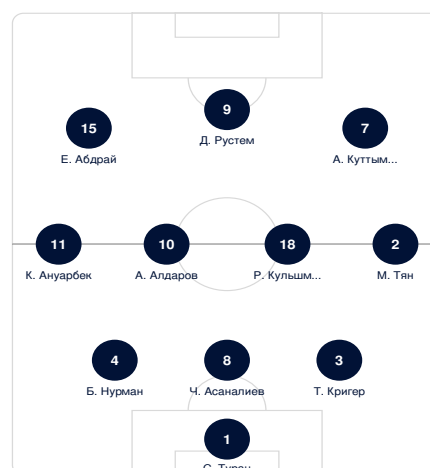 9
Д. Рустем
15
Е. Абдрай
7
А. Куттым...
11
К. Ануарбек
10
А. Алдаров
18
Р. Кульшм...
2
М. Тян
4
Б. Нурман
8
Ч. Асаналиев
3
Т. Кригер
1